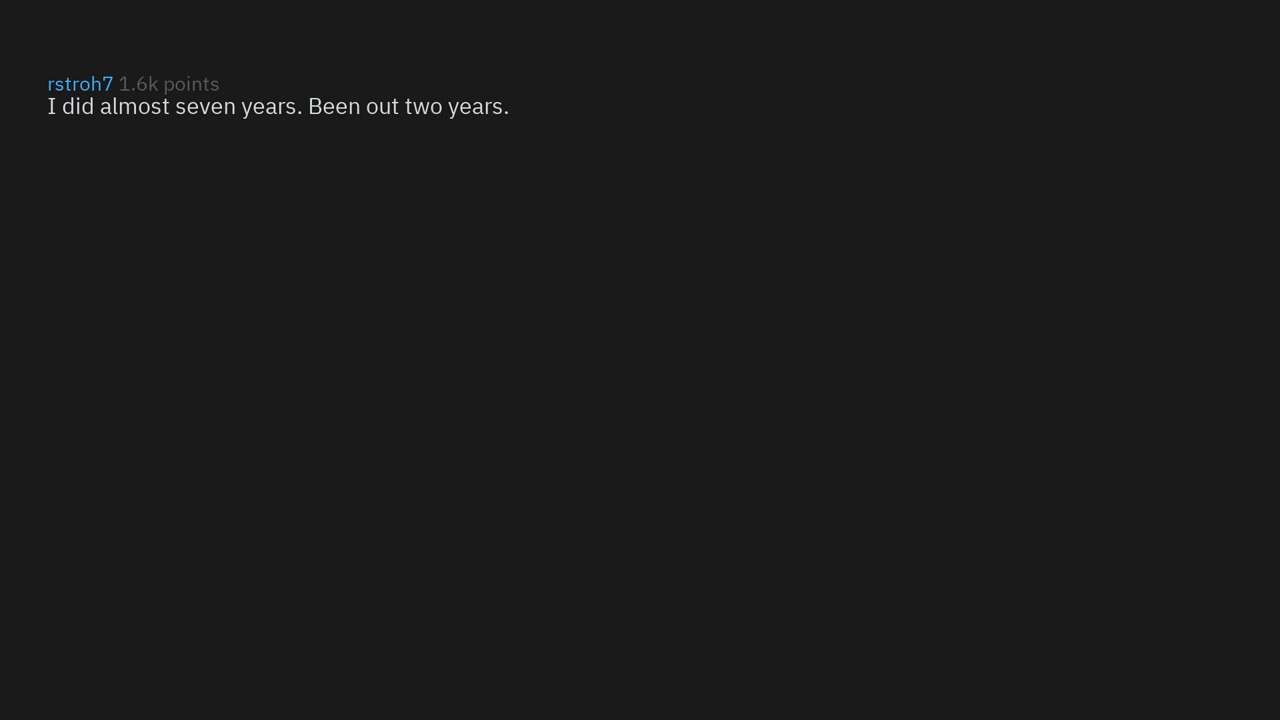 rstroh7 1.6k points
I did almost seven years. Been out two years.